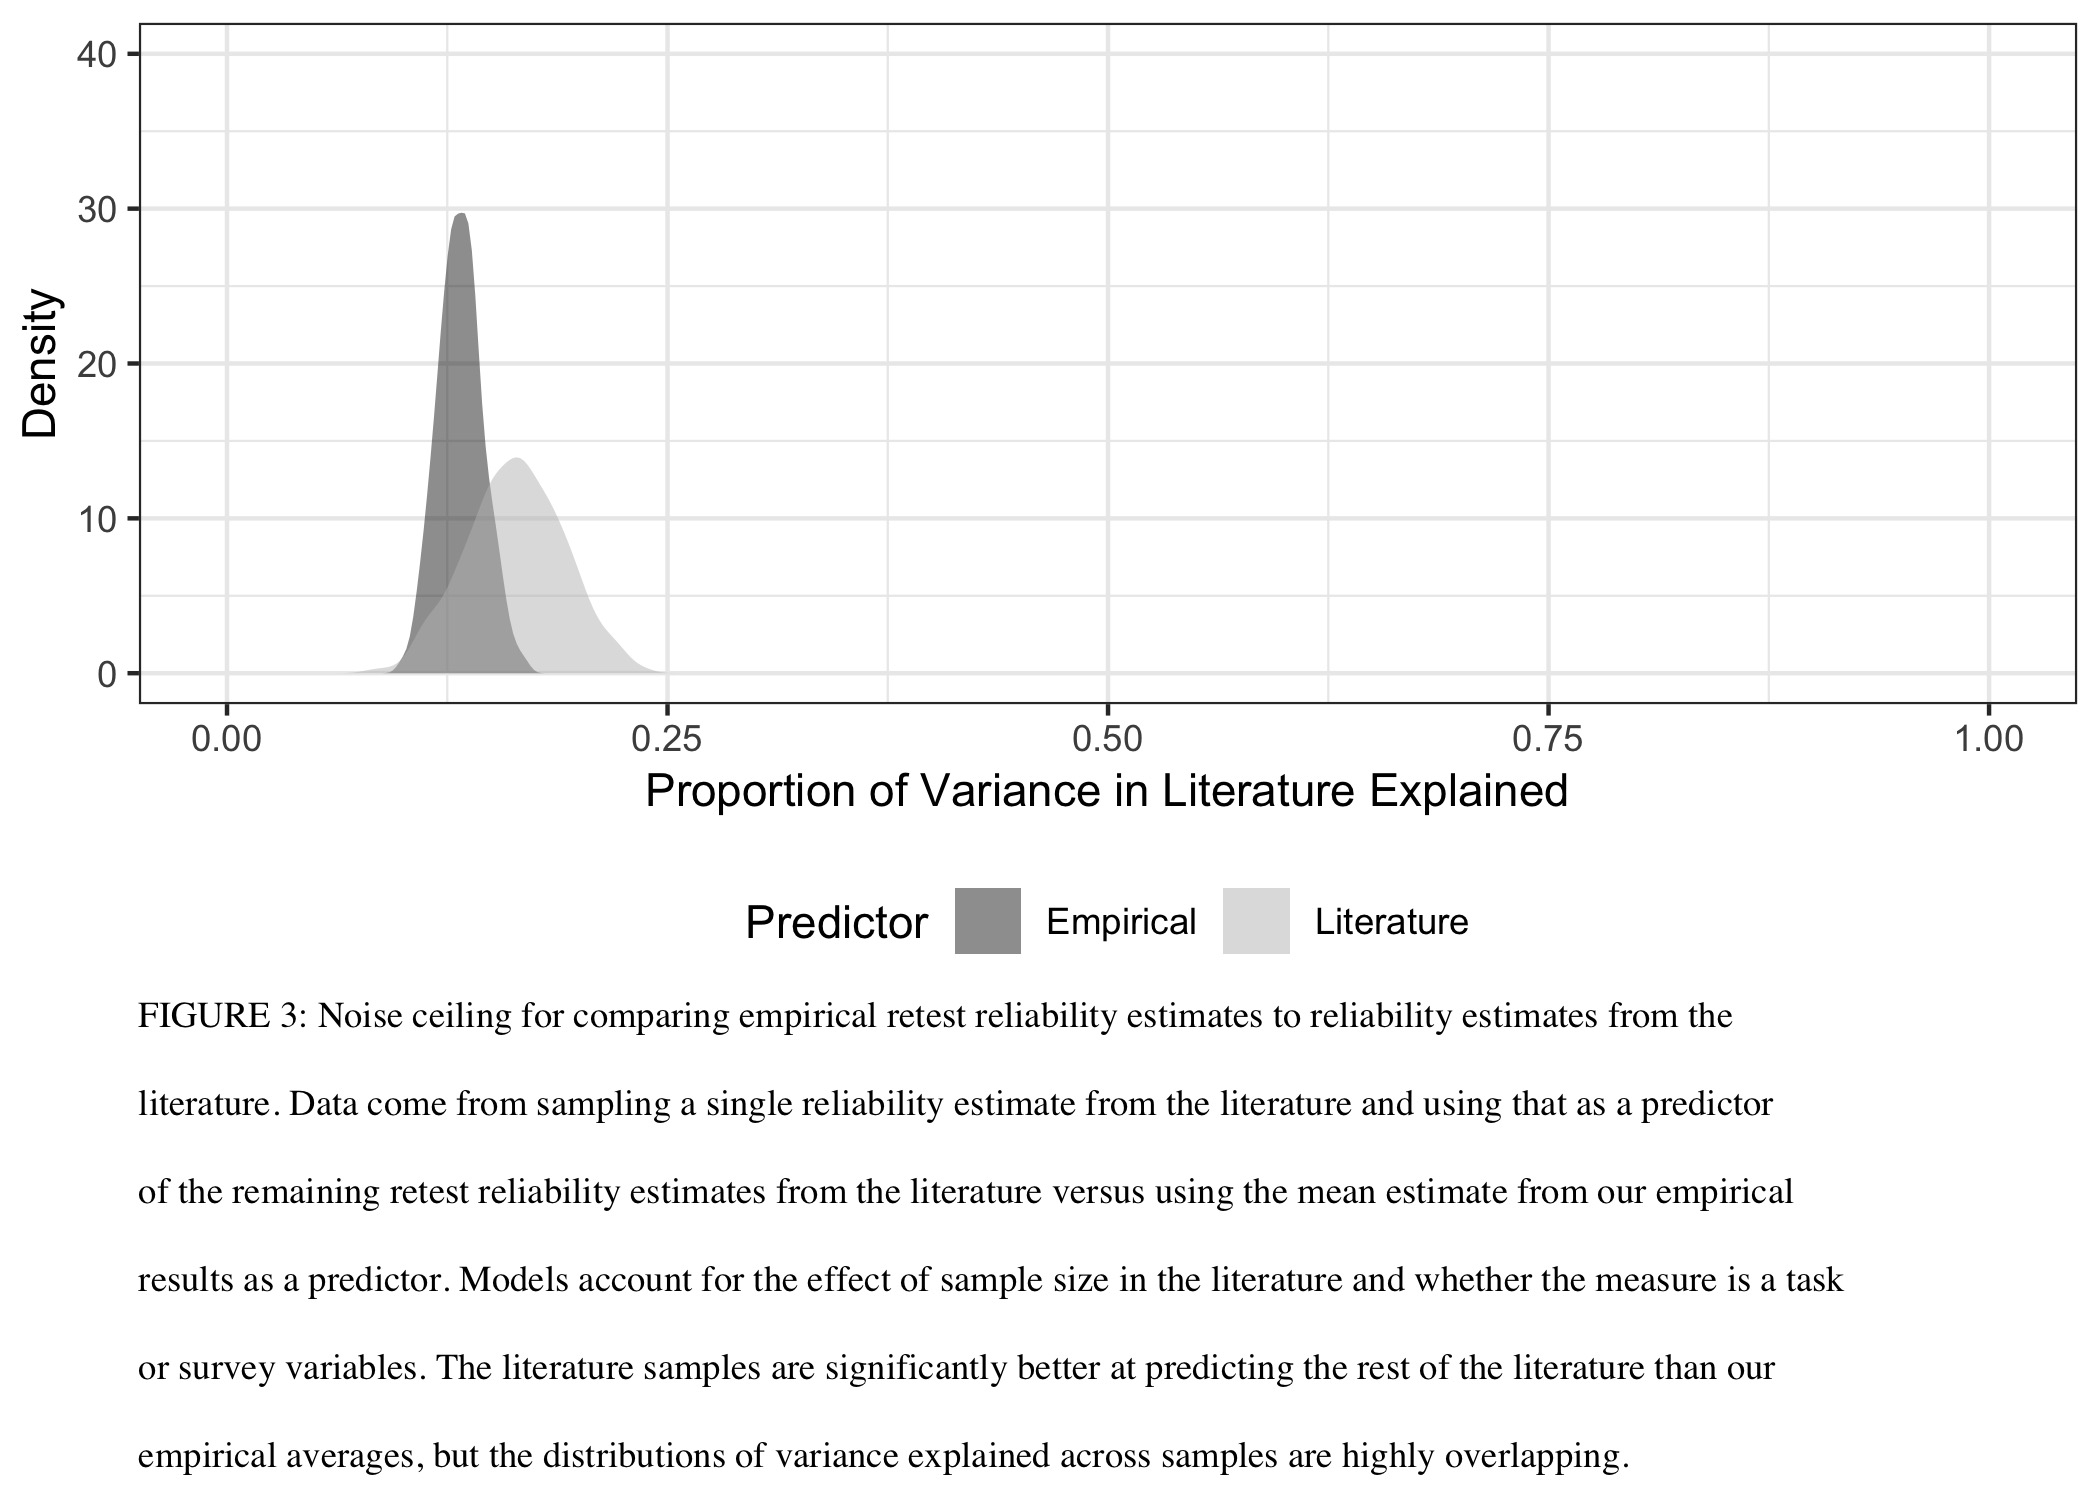 40
30
20
10
0
Density
0.00 0.25 0.50 0.75 1.00
Proportion of Variance in Literature Explained
Predictor Empirical Literature
FIGURE 3: Noise ceiling for comparing empirical retest reliability estimates to reliability estimates from the
literature. Data come from sampling a single reliability estimate from the literature and using that as a predictor
of the remaining retest reliability estimates from the literature versus using the mean estimate from our empirical
results as a predictor. Models account for the effect of sample size in the literature and whether the measure is a task
or survey variables. The literature samples are significantly better at predicting the rest of the literature than our
empirical averages, but the distributions of variance explained across samples are highly overlapping.